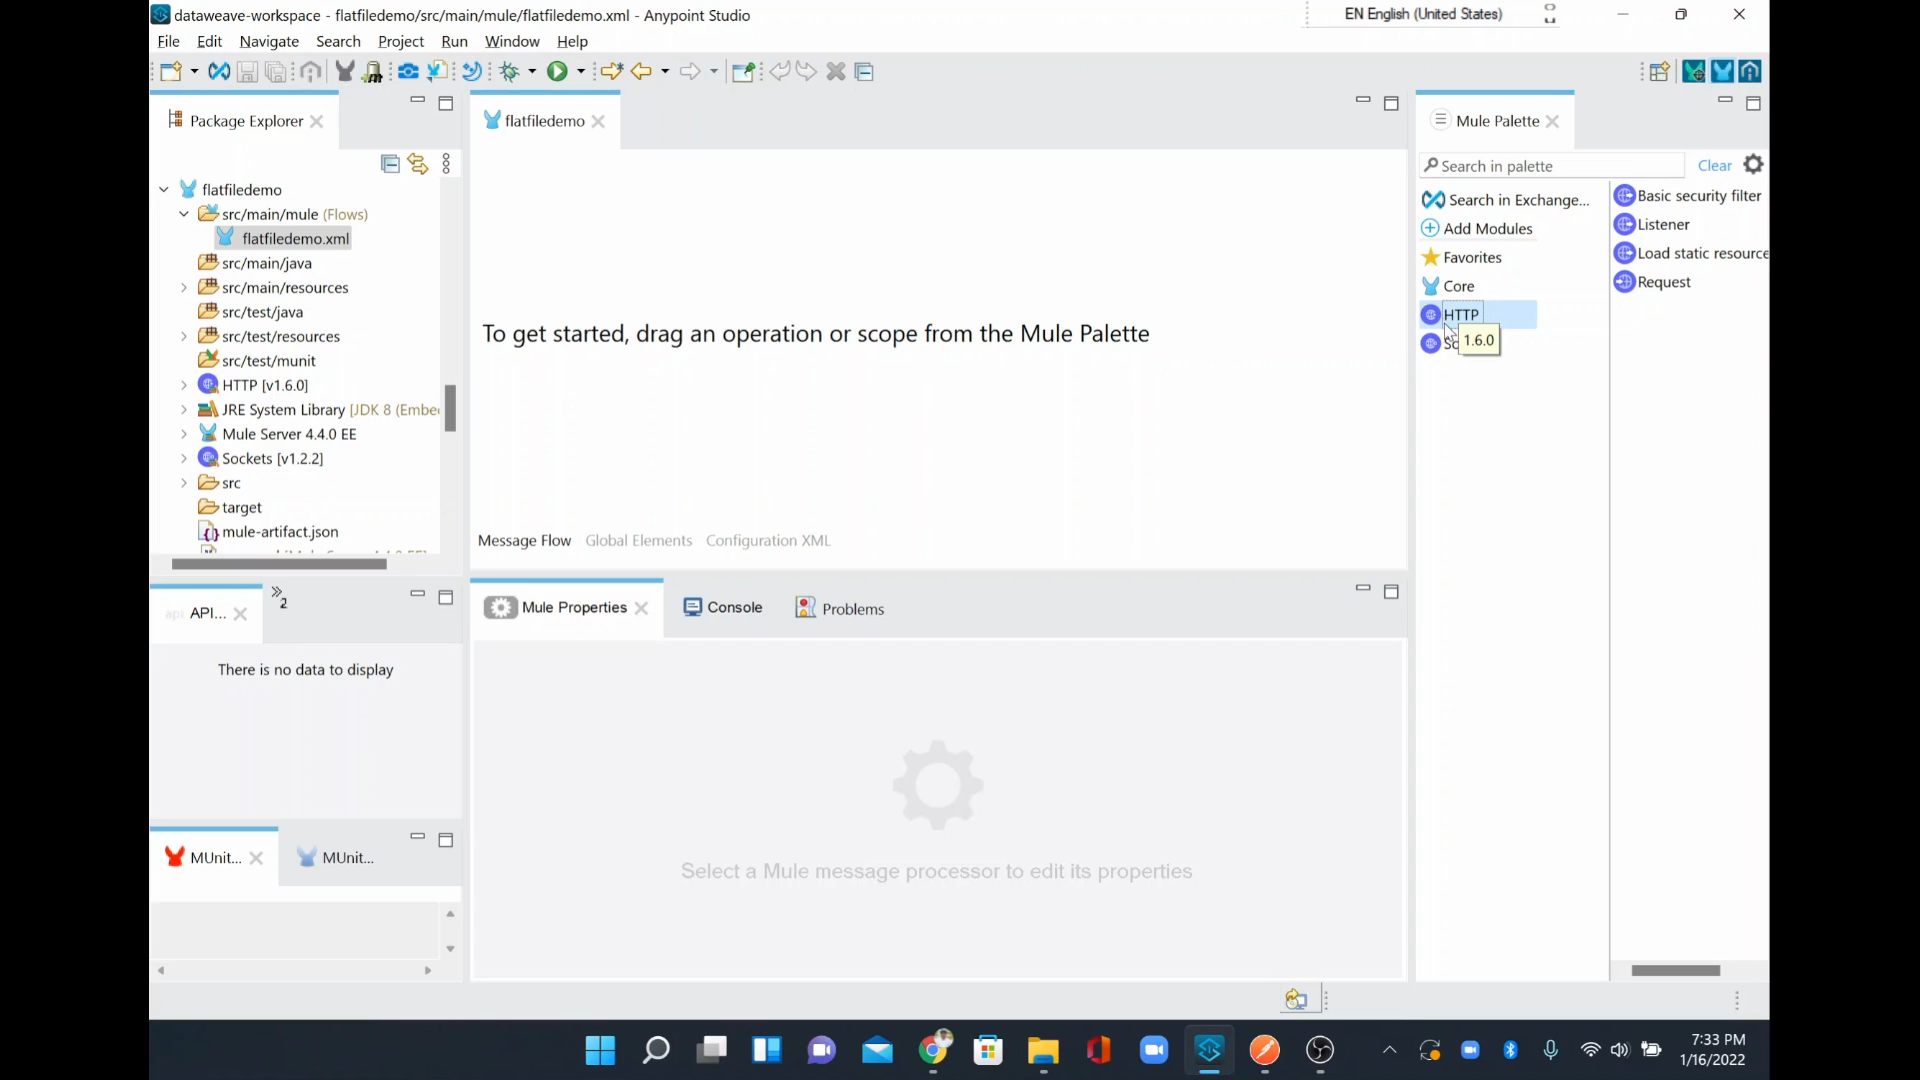 dataweave-workspace - flatfiledemo/src/main/mule/flatfiledemo.xml - Anypoint Studio
EN English (United States)
File Edit Navigate Search Project Run Window Help
Package Explorer
flatfiledemo
src/main/mule (Flows)
flatfiledemo.xml
src/main/java
src/main/resources
src/test/java
src/test/resources
src/test/munit
HTTP [v1.6.0]
JRE System Library [JDK 8 (Embe
Mule Server 4.4.0 EE
Sockets [v1.2.2]
src
target
mule-artifact.json
flatfiledemo
To get started, drag an operation or scope from the Mule Palette
Message Flow Global Elements Configuration XML
Mule Palette
Search in palette
Clear
Search in Exchange...
Add Modules
Favorites
Core
HTTP
1.6.0
Basic security filter
Listener
Load static resource
Request
api API...
2
There is no data to display
Mule Properties
Console
Problems
Select a Mule message processor to edit its properties
MUnit...
MUnit...
7:33 PM
1/16/2022